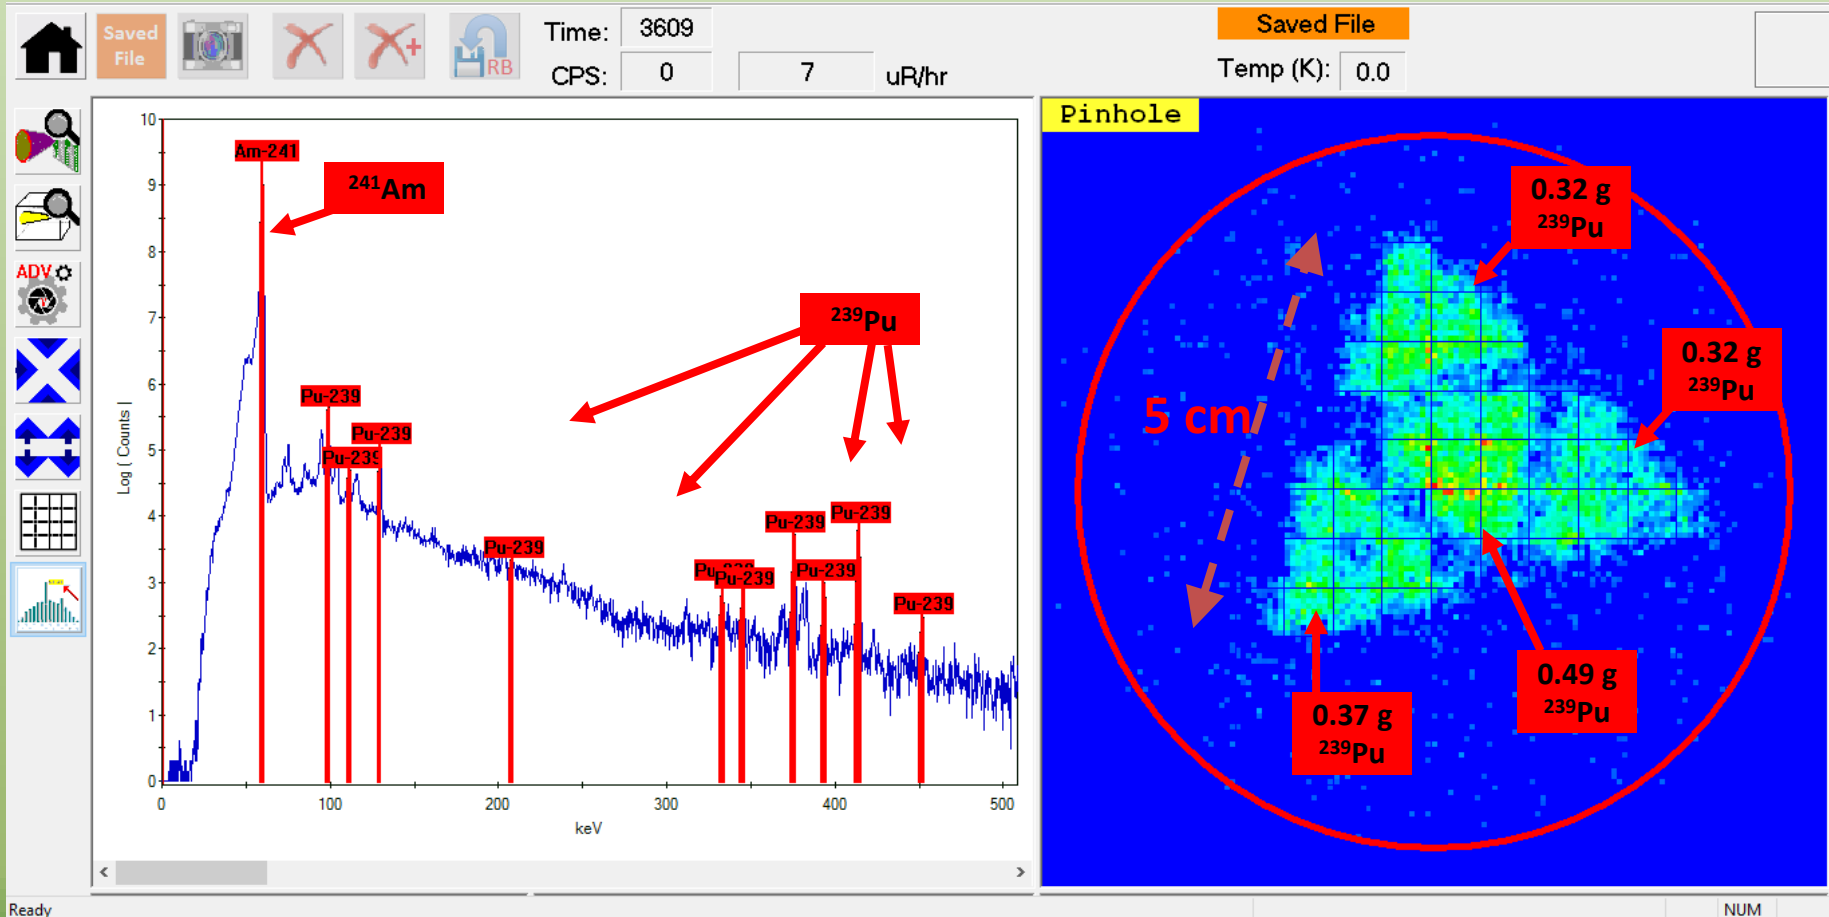 Saved
File
RB
Time: 3609
CPS: 0 7 uR/hr
Saved File
Temp (K): 0.0
ADV
Pinhole
10
9
8
7
6
5
4
3
2
1
0
Log ( Counts )
Am-241
²⁴¹Am
Pu-239
Pu-239
Pu-239
²³⁹Pu
Pu-239
Pu-239
Pu-239
Pu-239
Pu-239
Pu-239
Pu-239
0 100 200 300 400 500
keV
5 cm
0.32 g
²³⁹Pu
0.32 g
²³⁹Pu
0.49 g
²³⁹Pu
0.37 g
²³⁹Pu
Ready
NUM